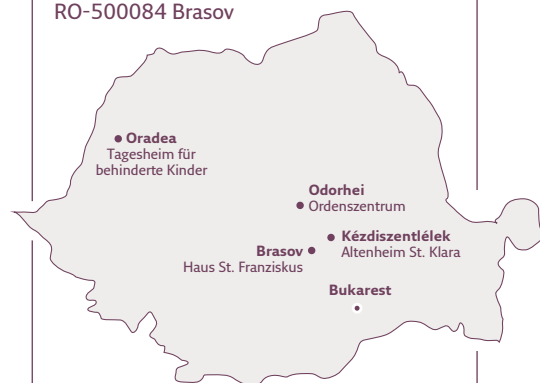 RO-500084 Brasov
Oradea
Tagesheim für
behinderte Kinder
Odorhei
Ordenszentrum
Kézdiszentlélek
Altenheim St. Klara
Brasov
Haus St. Franziskus
Bukarest